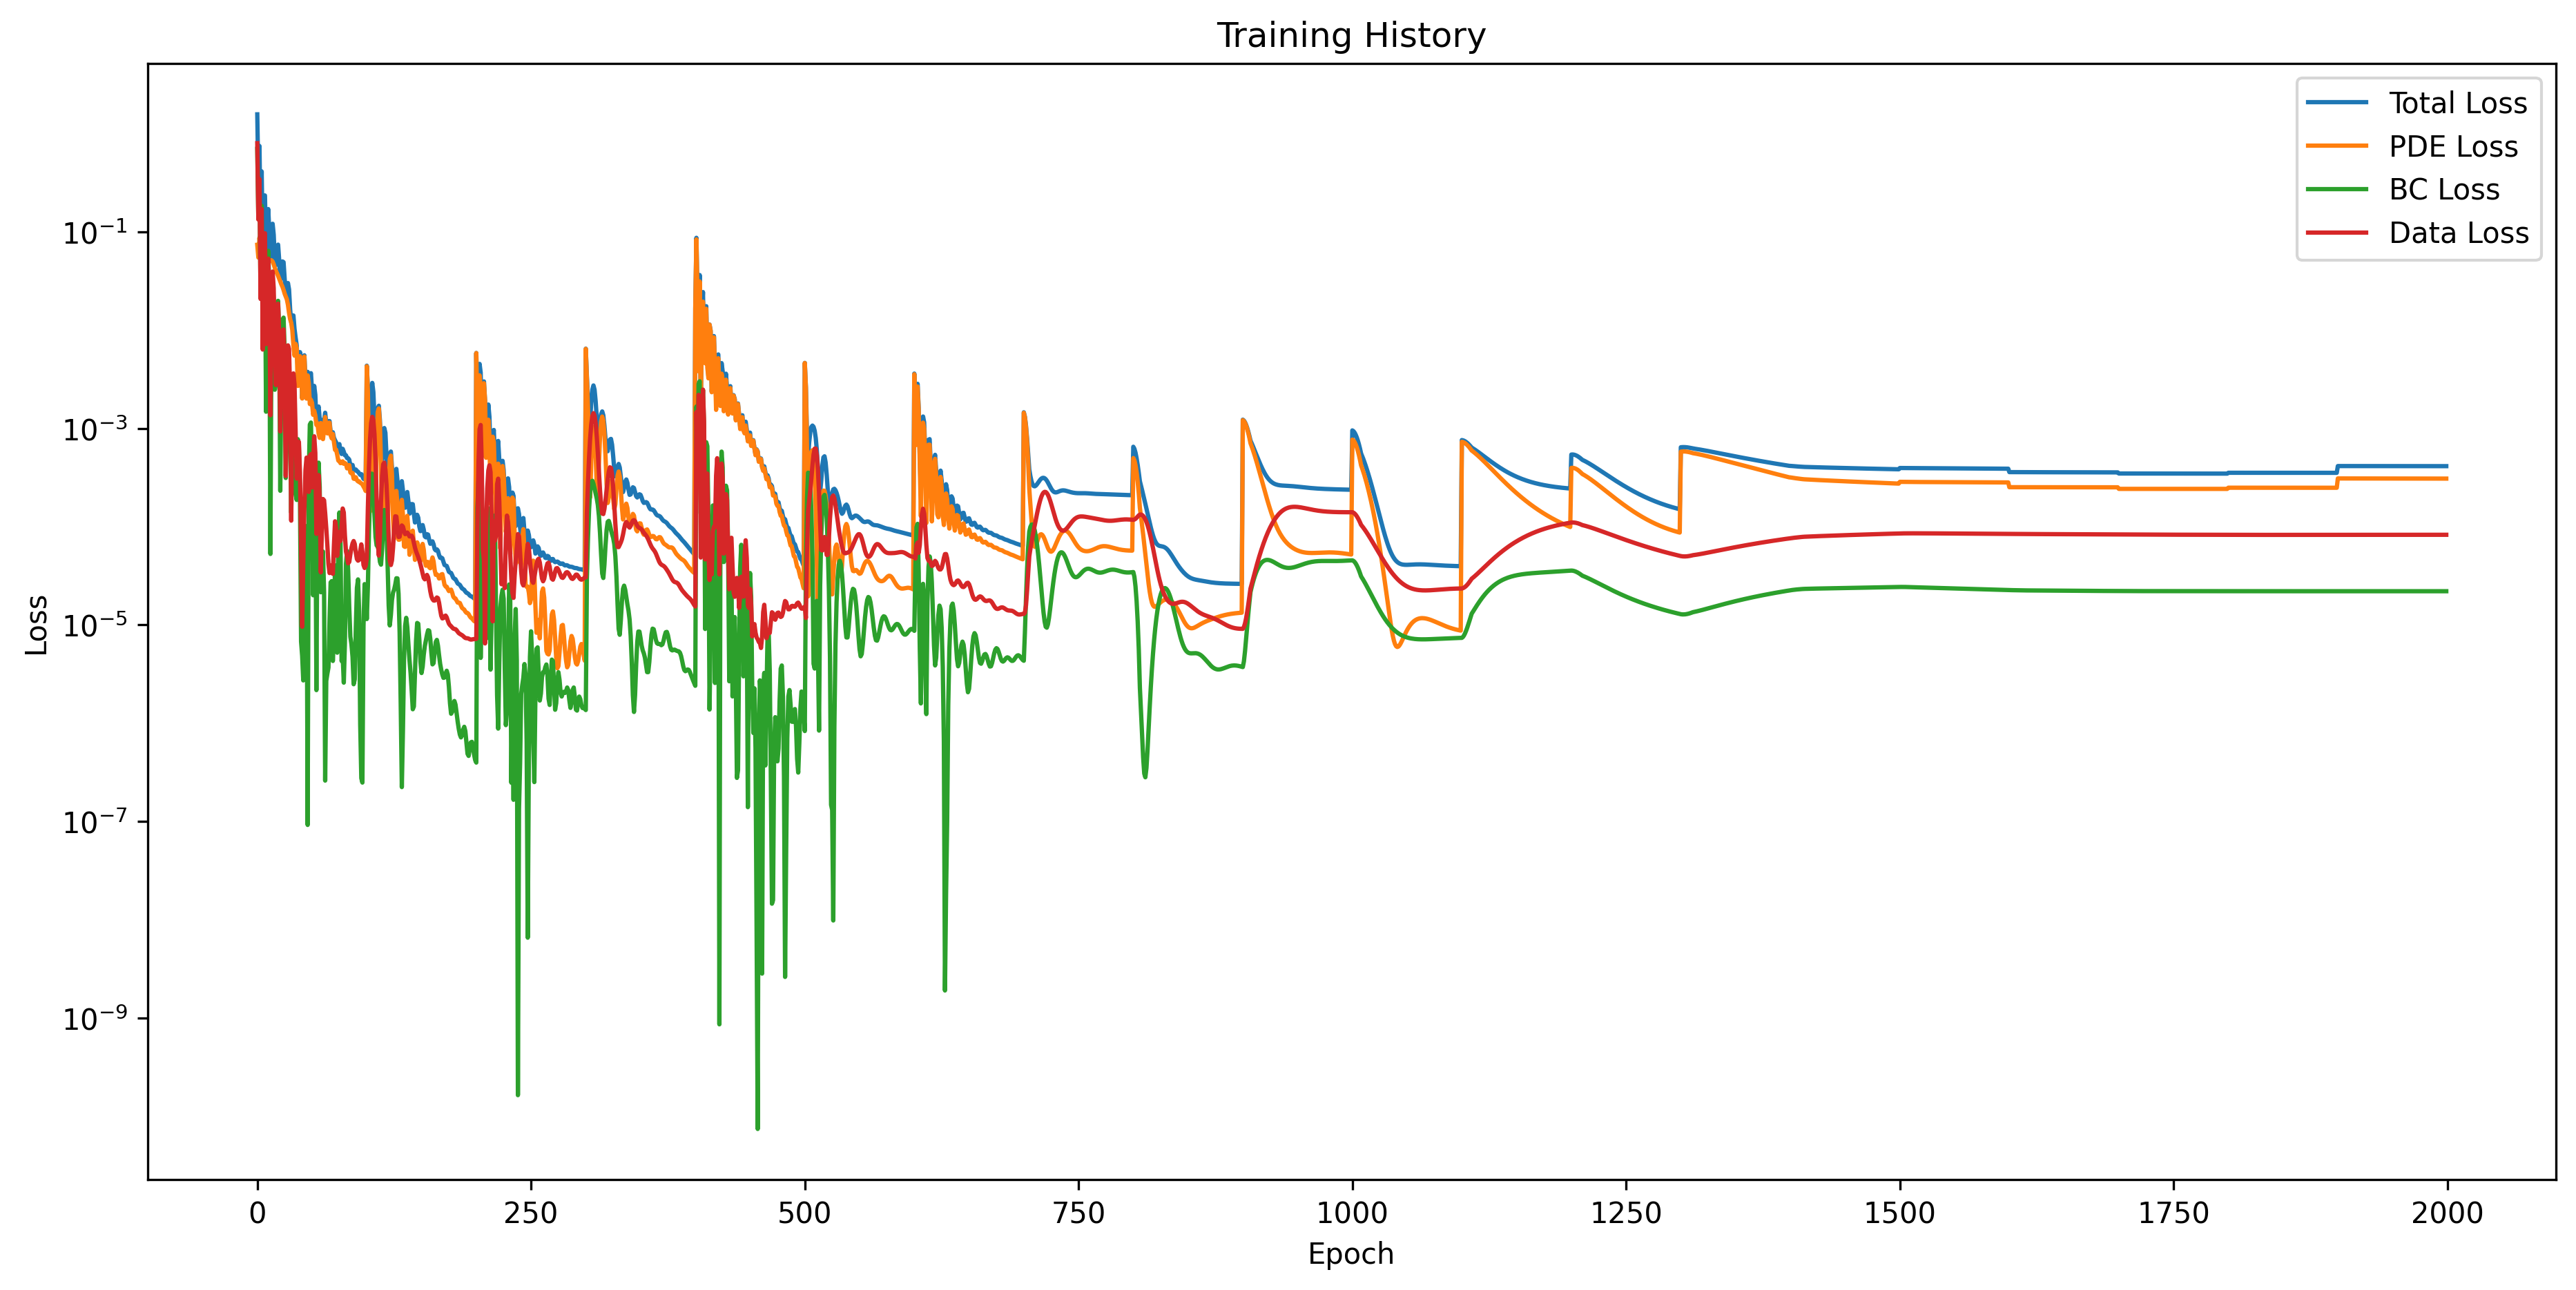 Training History
Total Loss
PDE Loss
BC Loss
Data Loss
Loss
10⁻¹
10⁻³
10⁻⁵
10⁻⁷
10⁻⁹
0 250 500 750 1000 1250 1500 1750 2000
Epoch